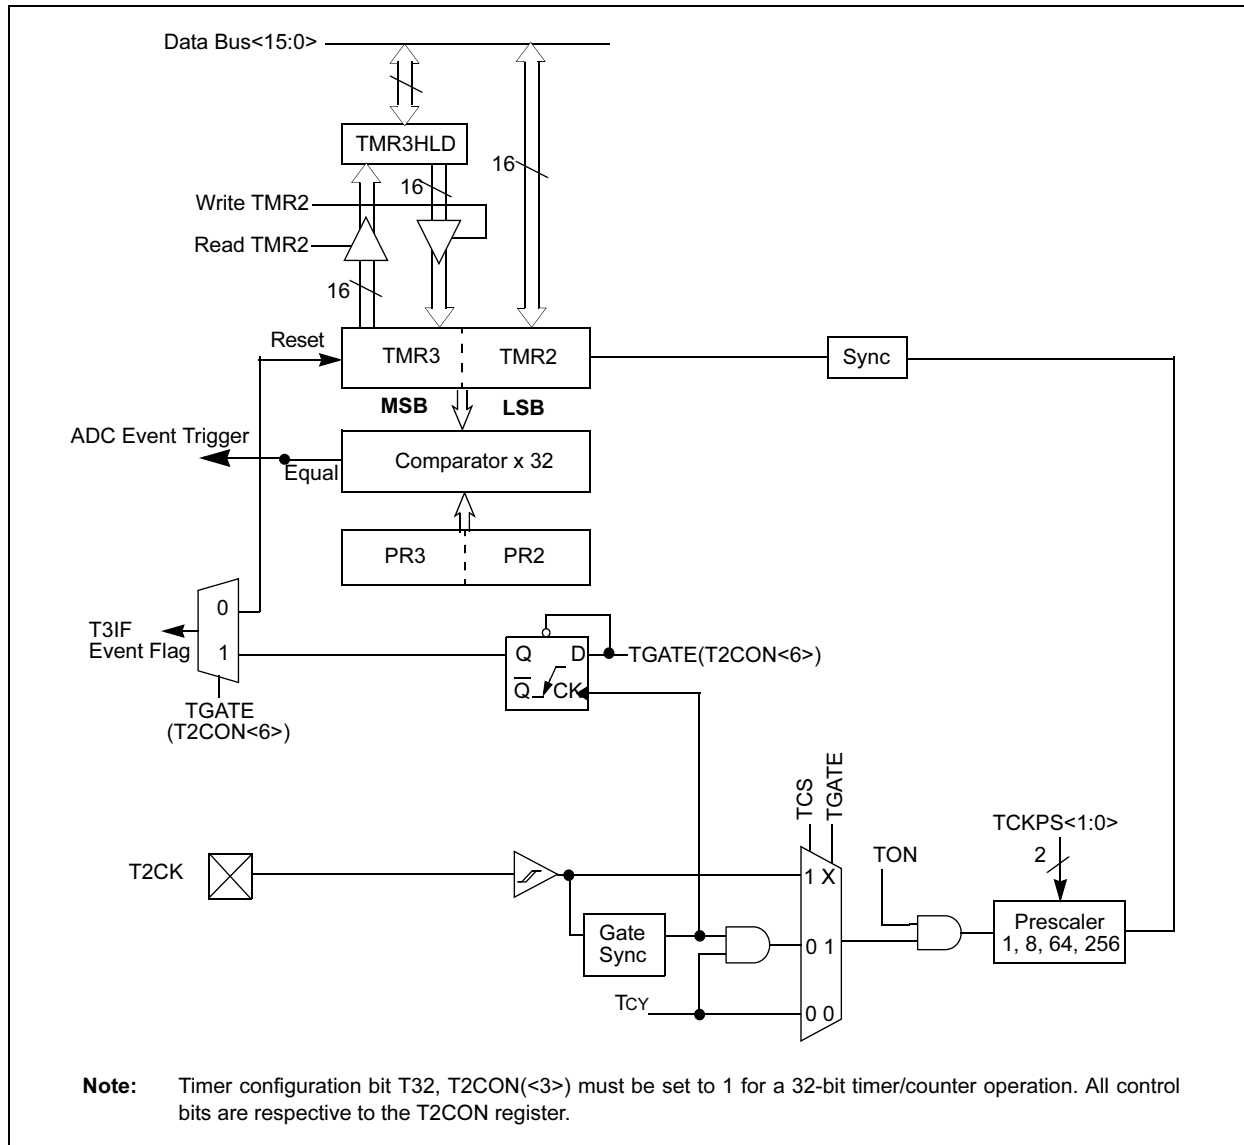 Data Bus<15:0>
TMR3HLD
16
16
Write TMR2
Read TMR2
16
Reset
TMR3
TMR2
Sync
MSB
LSB
ADC Event Trigger
Equal
Comparator x 32
PR3
PR2
0
T3IF
Event Flag
1
Q
D
TGATE(T2CON<6>)
Q
CK
TGATE
(T2CON<6>)
TCS
TGATE
TCKPS<1:0>
2
TON
T2CK
1 X
Prescaler
1, 8, 64, 256
Gate
Sync
0 1
TCY
0 0
Note: Timer configuration bit T32, T2CON(<3>) must be set to 1 for a 32-bit timer/counter operation. All control
bits are respective to the T2CON register.